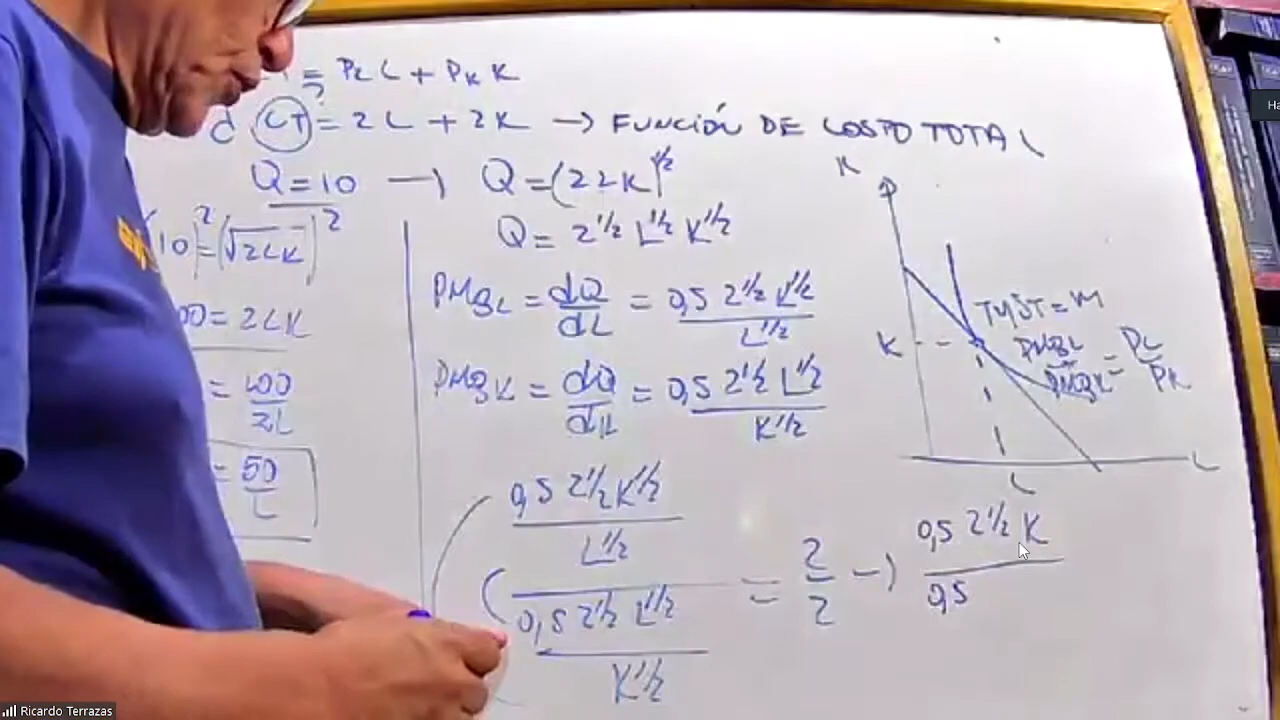 = PL L + PK K
d CT = 2L + 2K → FUNCIÓN DE COSTO TOTAL
Q = 10 → Q = (2LK)^1/2
Q = 2^1/2 L^1/2 K^1/2
(10)^2 = (√2LK)^2
00 = 2LK
= 100/2L
= 50/L
PMgL = dQ/dL = 0,5 2^1/2 K^1/2 / L^1/2
PMgK = dQ/dK = 0,5 2^1/2 L^1/2 / K^1/2
0,5 2^1/2 K^1/2
L^1/2
0,5 2^1/2 L^1/2
K^1/2
= 2/2 → 0,5 2^1/2 K
0,5
K
TMST = M
PMgL / PMgK = PL / PK
K
L
L
Ha
Ricardo Terrazas